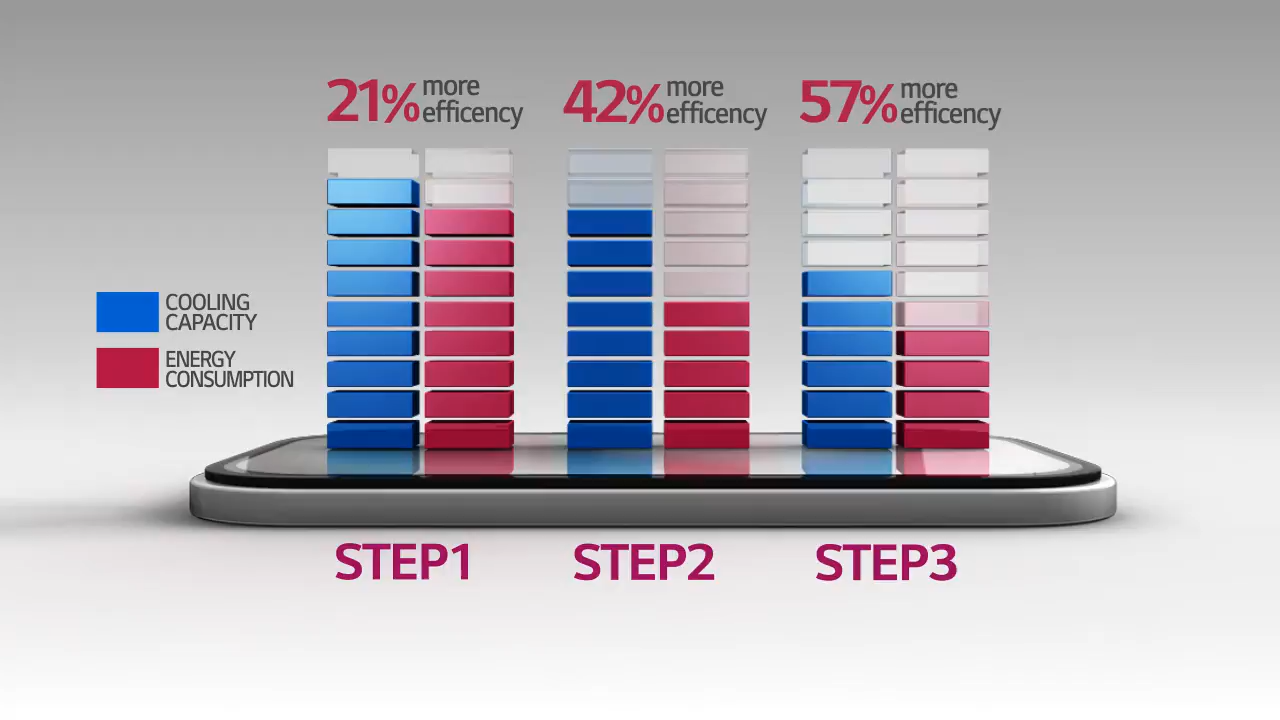 21% more
efficency
42% more
efficency
57% more
efficency
COOLING
CAPACITY
ENERGY
CONSUMPTION
STEP1
STEP2
STEP3